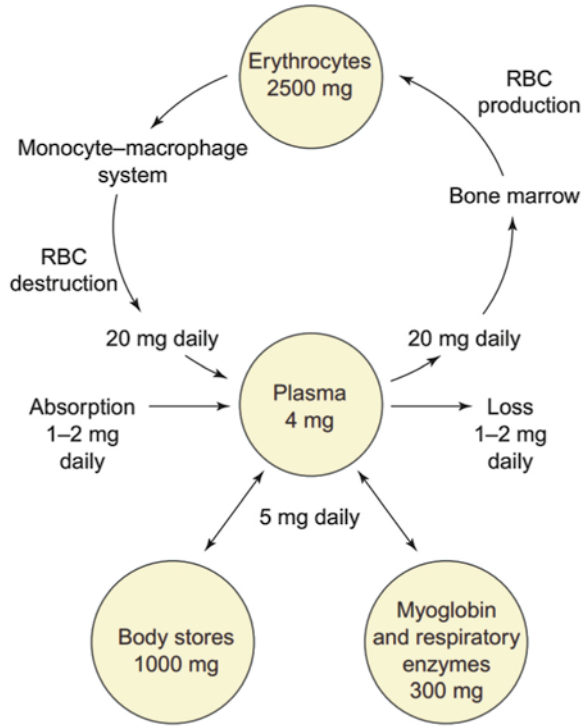 Erythrocytes
2500 mg
RBC
production
Monocyte–macrophage
system
Bone marrow
RBC
destruction
20 mg daily
20 mg daily
Plasma
4 mg
Absorption
1–2 mg
daily
Loss
1–2 mg
daily
5 mg daily
Body stores
1000 mg
Myoglobin
and respiratory
enzymes
300 mg